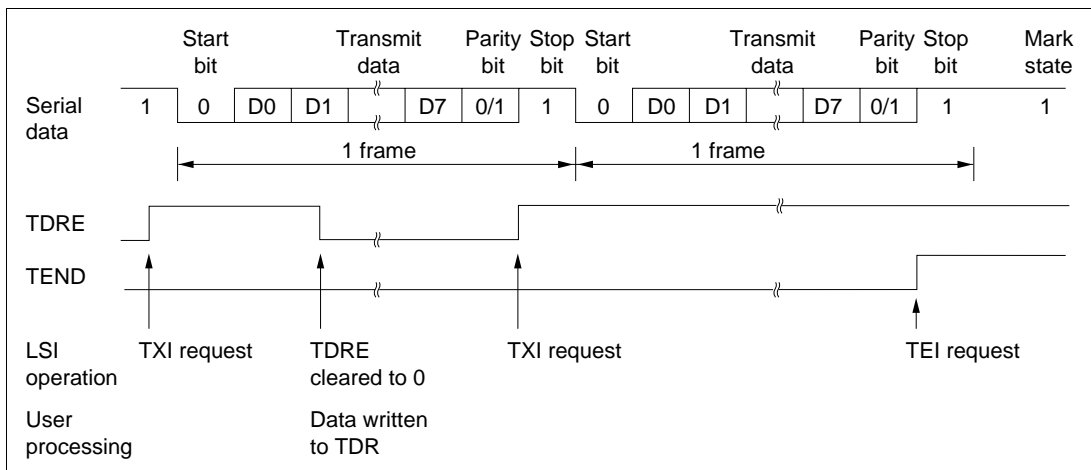 Start bit Transmit data Parity bit Stop bit Start bit Transmit data Parity bit Stop bit Mark state
Serial data 1 0 D0 D1 D7 0/1 1 0 D0 D1 D7 0/1 1 1
1 frame 1 frame
TDRE
TEND
LSI operation TXI request TDRE cleared to 0 TXI request TEI request
User processing Data written to TDR